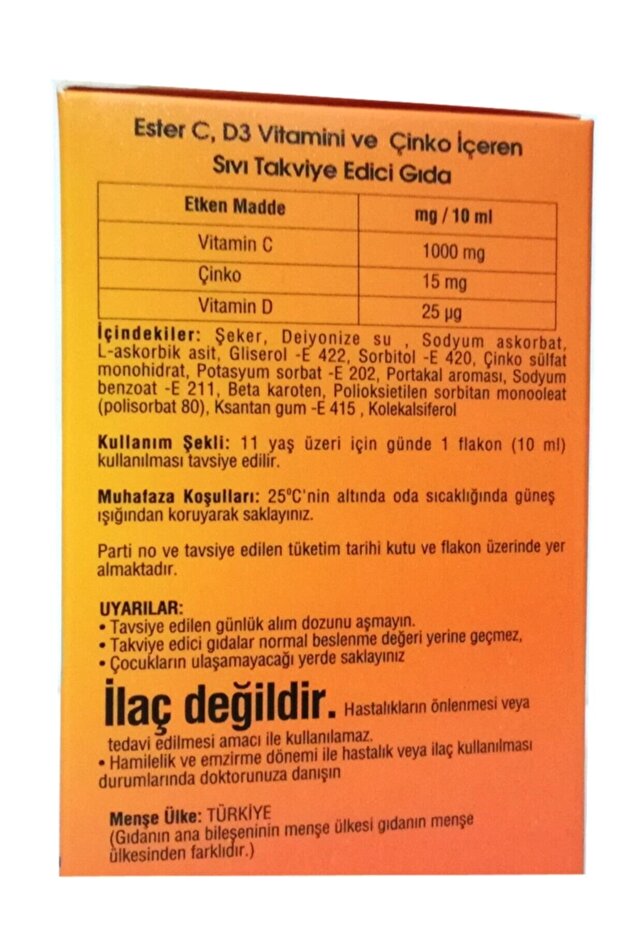 Ester C, D3 Vitamini ve Çinko İçeren
Sıvı Takviye Edici Gıda
Etken Madde mg / 10 ml
Vitamin C 1000 mg
Çinko 15 mg
Vitamin D 25 µg
İçindekiler: Şeker, Deiyonize su , Sodyum askorbat,
L-askorbik asit, Gliserol -E 422, Sorbitol -E 420, Çinko sülfat
monohidrat, Potasyum sorbat -E 202, Portakal aroması, Sodyum
benzoat -E 211, Beta karoten, Polioksietilen sorbitan monooleat
(polisorbat 80), Ksantan gum -E 415 , Kolekalsiferol
Kullanım Şekli: 11 yaş üzeri için günde 1 flakon (10 ml)
kullanılması tavsiye edilir.
Muhafaza Koşulları: 25ºC'nin altında oda sıcaklığında güneş
ışığından koruyarak saklayınız.
Parti no ve tavsiye edilen tüketim tarihi kutu ve flakon üzerinde yer
almaktadır.
UYARILAR:
• Tavsiye edilen günlük alım dozunu aşmayın.
• Takviye edici gıdalar normal beslenme değeri yerine geçmez,
• Çocukların ulaşamayacağı yerde saklayınız
İlaç değildir. Hastalıkların önlenmesi veya
tedavi edilmesi amacı ile kullanılamaz.
• Hamilelik ve emzirme dönemi ile hastalık veya ilaç kullanılması
durumlarında doktorunuza danışın
Menşe Ülke: TÜRKİYE
(Gıdanın ana bileşeninin menşe ülkesi gıdanın menşe
ülkesinden farklıdır.)